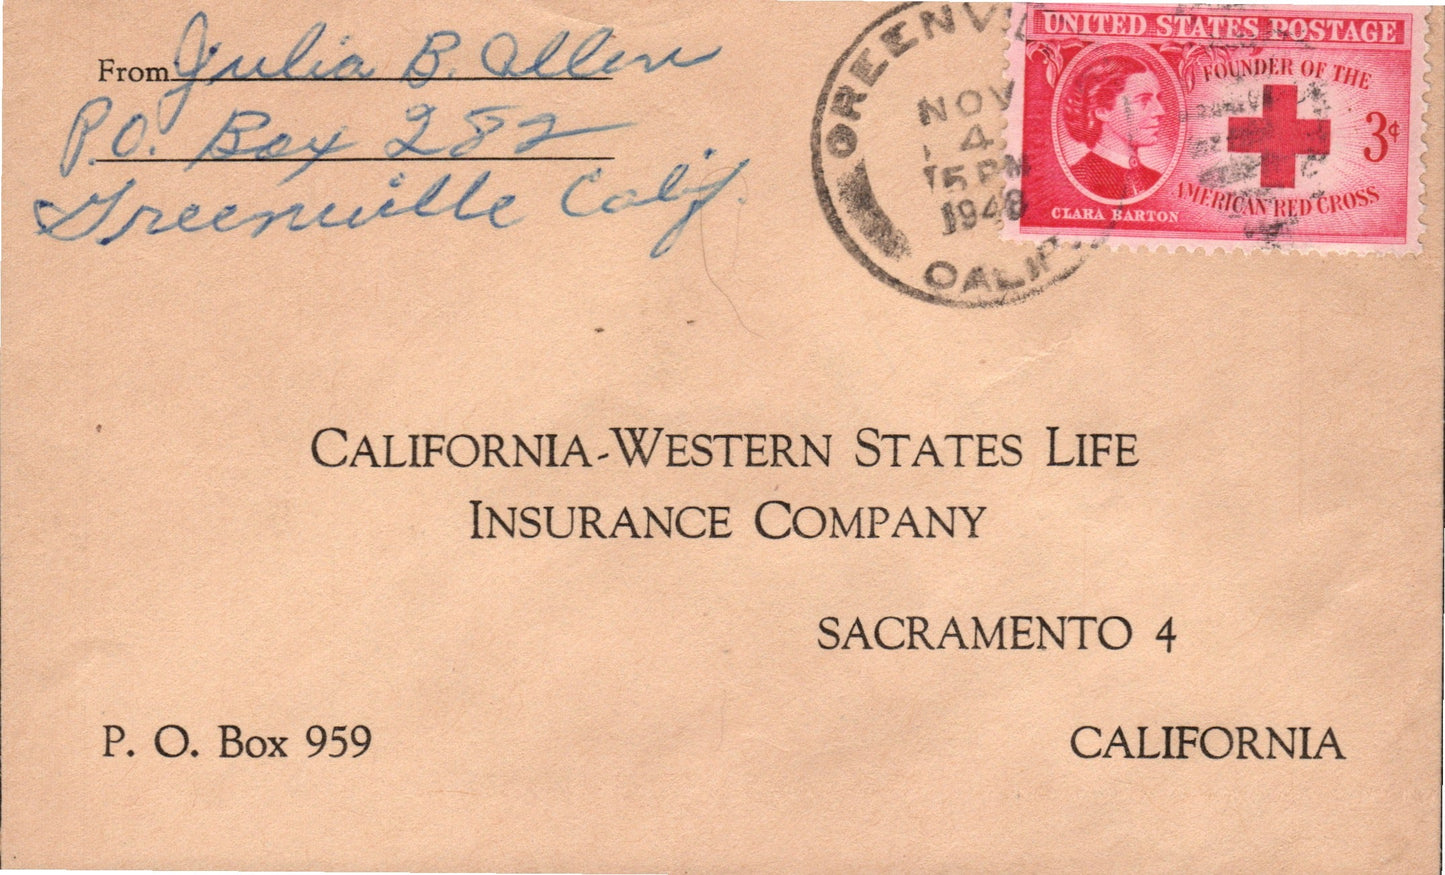 From Julia B. Allen
P.O. Box 282
Greenville Calif.
GREENVIL
NOV
4
5 PM
1948
CALIF.
UNITED STATES POSTAGE
FOUNDER OF THE
3¢
AMERICAN RED CROSS
CLARA BARTON
CALIFORNIA-WESTERN STATES LIFE
INSURANCE COMPANY
SACRAMENTO 4
P. O. Box 959
CALIFORNIA